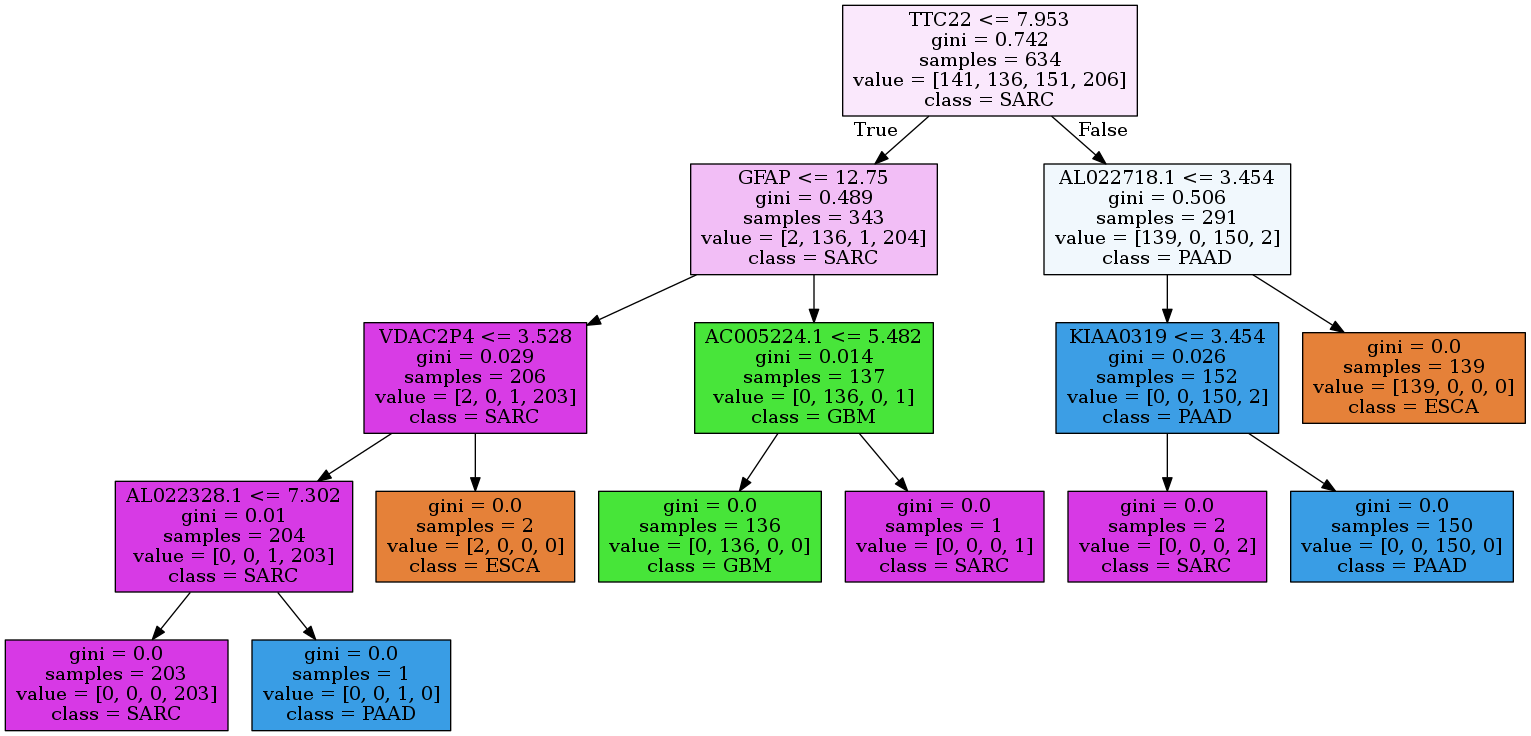 TTC22 <= 7.953
gini = 0.742
samples = 634
value = [141, 136, 151, 206]
class = SARC
True
False
GFAP <= 12.75
gini = 0.489
samples = 343
value = [2, 136, 1, 204]
class = SARC
AL022718.1 <= 3.454
gini = 0.506
samples = 291
value = [139, 0, 150, 2]
class = PAAD
VDAC2P4 <= 3.528
gini = 0.029
samples = 206
value = [2, 0, 1, 203]
class = SARC
AC005224.1 <= 5.482
gini = 0.014
samples = 137
value = [0, 136, 0, 1]
class = GBM
KIAA0319 <= 3.454
gini = 0.026
samples = 152
value = [0, 0, 150, 2]
class = PAAD
gini = 0.0
samples = 139
value = [139, 0, 0, 0]
class = ESCA
AL022328.1 <= 7.302
gini = 0.01
samples = 204
value = [0, 0, 1, 203]
class = SARC
gini = 0.0
samples = 2
value = [2, 0, 0, 0]
class = ESCA
gini = 0.0
samples = 136
value = [0, 136, 0, 0]
class = GBM
gini = 0.0
samples = 1
value = [0, 0, 0, 1]
class = SARC
gini = 0.0
samples = 2
value = [0, 0, 0, 2]
class = SARC
gini = 0.0
samples = 150
value = [0, 0, 150, 0]
class = PAAD
gini = 0.0
samples = 203
value = [0, 0, 0, 203]
class = SARC
gini = 0.0
samples = 1
value = [0, 0, 1, 0]
class = PAAD